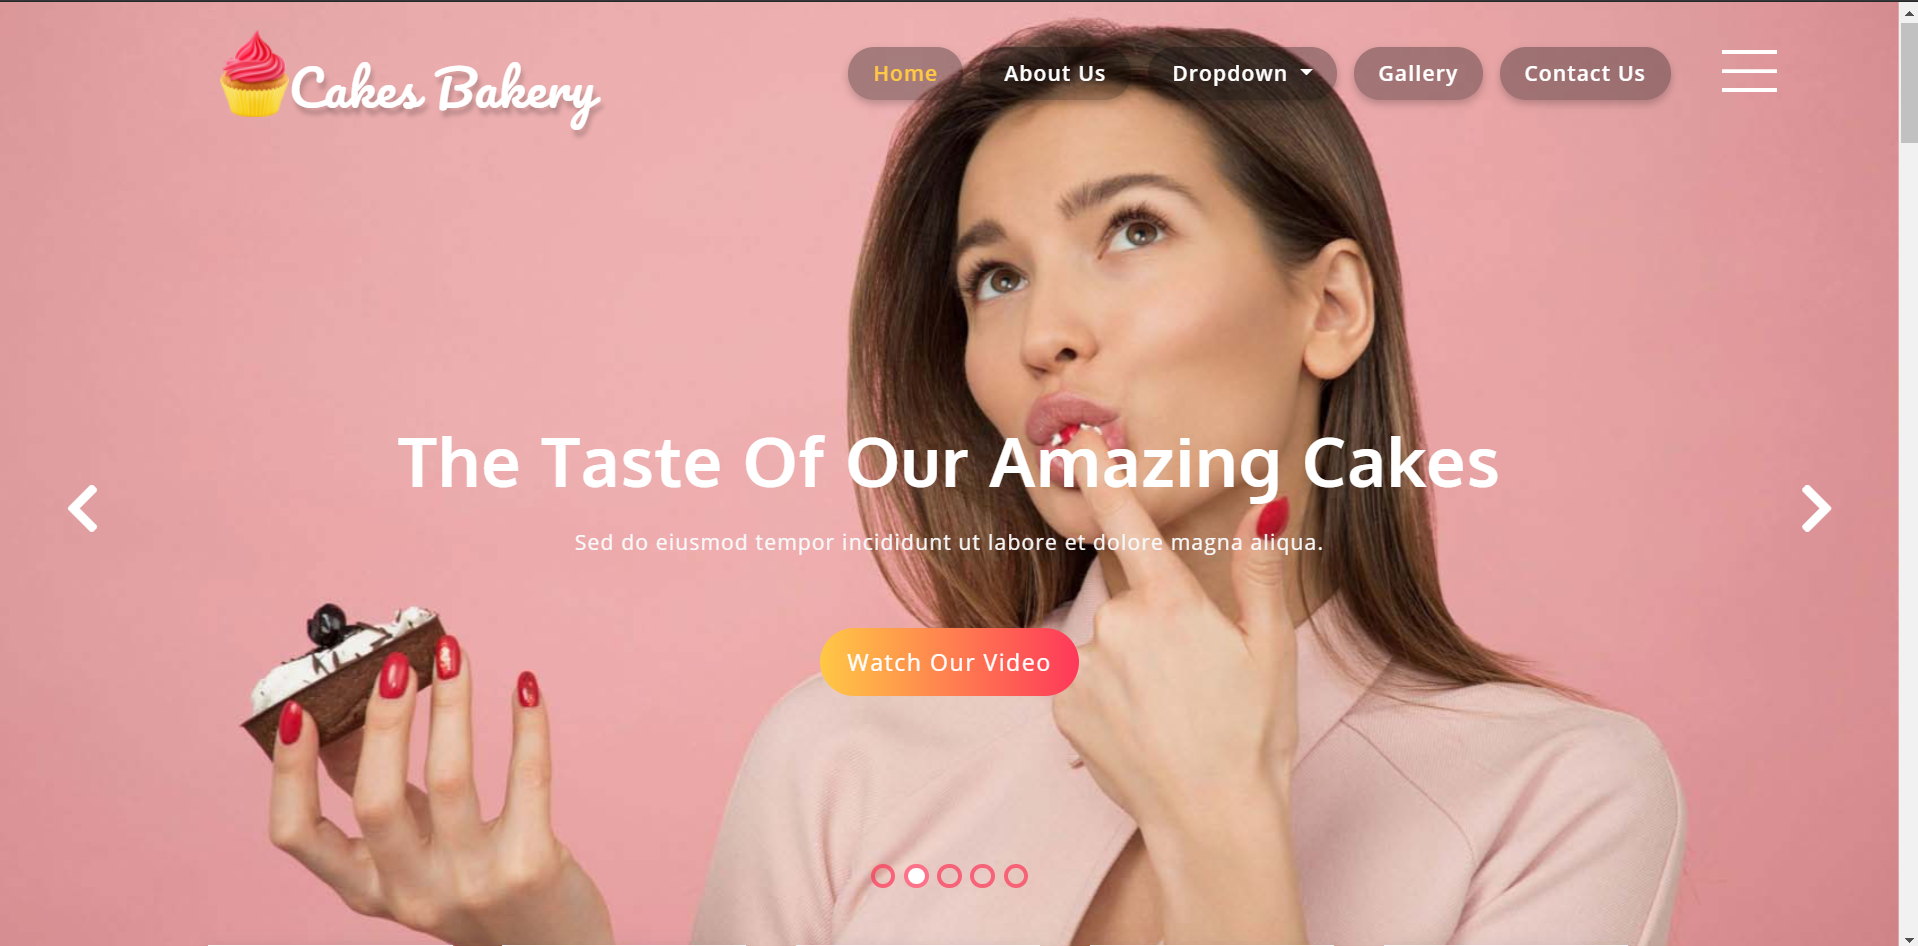 Cakes Bakery
Home About Us Dropdown Gallery Contact Us
The Taste Of Our Amazing Cakes
Sed do eiusmod tempor incididunt ut labore et dolore magna aliqua.
Watch Our Video